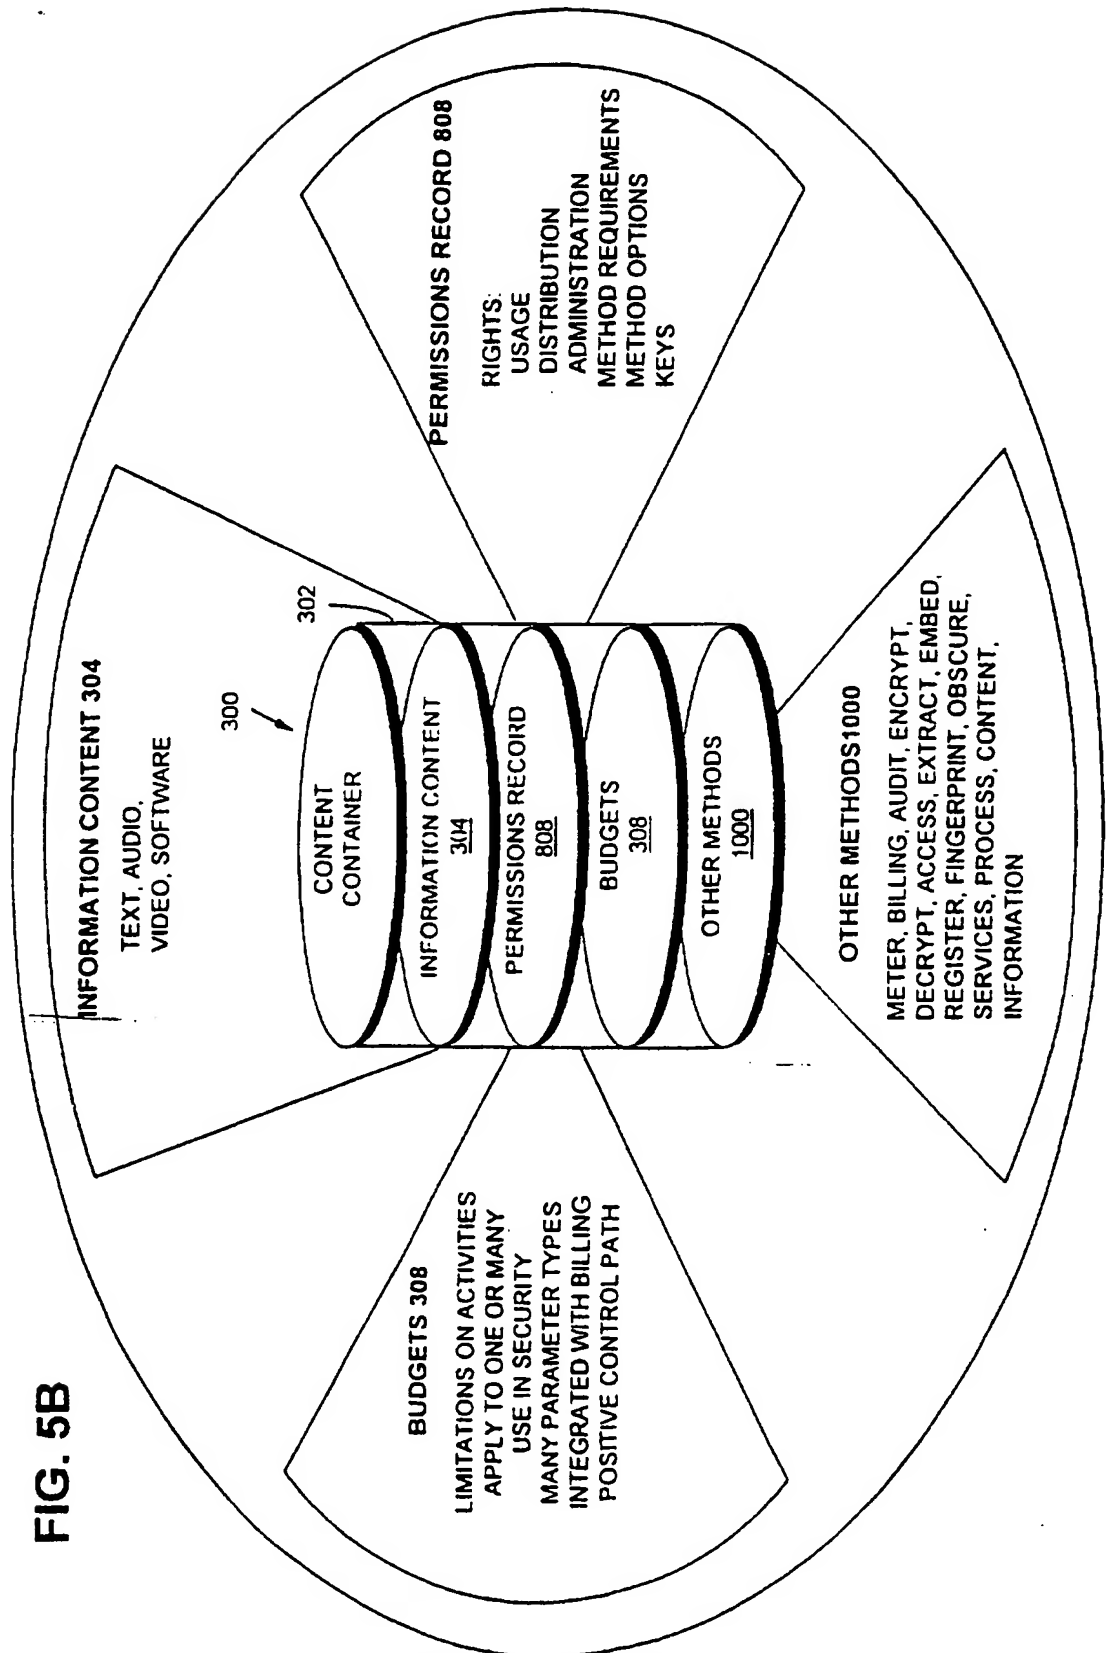 FIG. 5B
INFORMATION CONTENT 304
TEXT, AUDIO,
VIDEO, SOFTWARE
300
302
CONTENT
CONTAINER
INFORMATION CONTENT
304
PERMISSIONS RECORD
808
BUDGETS
308
OTHER METHODS
1000
BUDGETS 308
LIMITATIONS ON ACTIVITIES
APPLY TO ONE OR MANY
USE IN SECURITY
MANY PARAMETER TYPES
INTEGRATED WITH BILLING
POSITIVE CONTROL PATH
PERMISSIONS RECORD 808
RIGHTS:
USAGE
DISTRIBUTION
ADMINISTRATION
METHOD REQUIREMENTS
METHOD OPTIONS
KEYS
OTHER METHODS1000
METER, BILLING, AUDIT, ENCRYPT,
DECRYPT, ACCESS, EXTRACT, EMBED,
REGISTER, FINGERPRINT, OBSCURE,
SERVICES, PROCESS, CONTENT,
INFORMATION